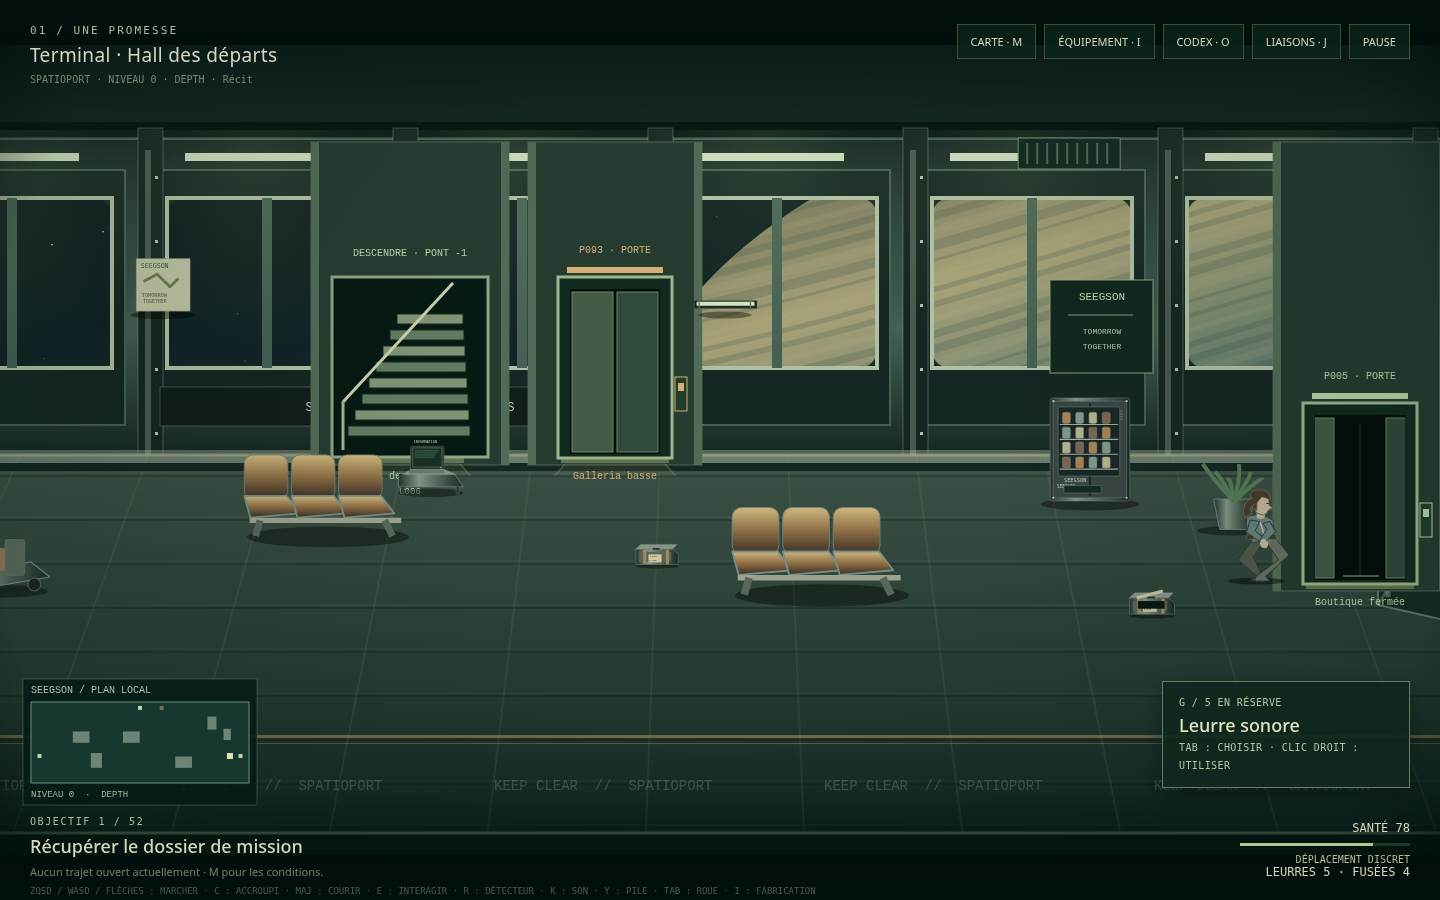 01 / UNE PROMESSE
Terminal · Hall des départs
SPATIOPORT · NIVEAU 0 · DEPTH · Récit
CARTE · M
ÉQUIPEMENT · I
CODEX · O
LIAISONS · J
PAUSE
DESCENDRE · PONT -1
P093 · PORTE
SEEGSON
TOMORROW
TOGETHER
SEEGSON
TOMORROW
TOGETHER
P005 · PORTE
INFORMATION
Galleria basse
SEEGSON
Boutique fermée
SEEGSON / PLAN LOCAL
NIVEAU 0 · DEPTH
// SPATIOPORT
KEEP CLEAR // SPATIOPORT
KEEP CLEAR // SPATIOPORT
G / 5 EN RÉSERVE
Leurre sonore
TAB : CHOISIR · CLIC DROIT :
UTILISER
OBJECTIF 1 / 52
Récupérer le dossier de mission
Aucun trajet ouvert actuellement · M pour les conditions.
ZQSD / WASD / FLÈCHES : MARCHER · C : ACCROUPI · MAJ : COURIR · E : INTERAGIR · R : DÉTECTEUR · K : SON · Y : PILE · TAB : ROUE · I : FABRICATION
SANTÉ 78
DÉPLACEMENT DISCRET
LEURRES 5 · FUSÉES 4